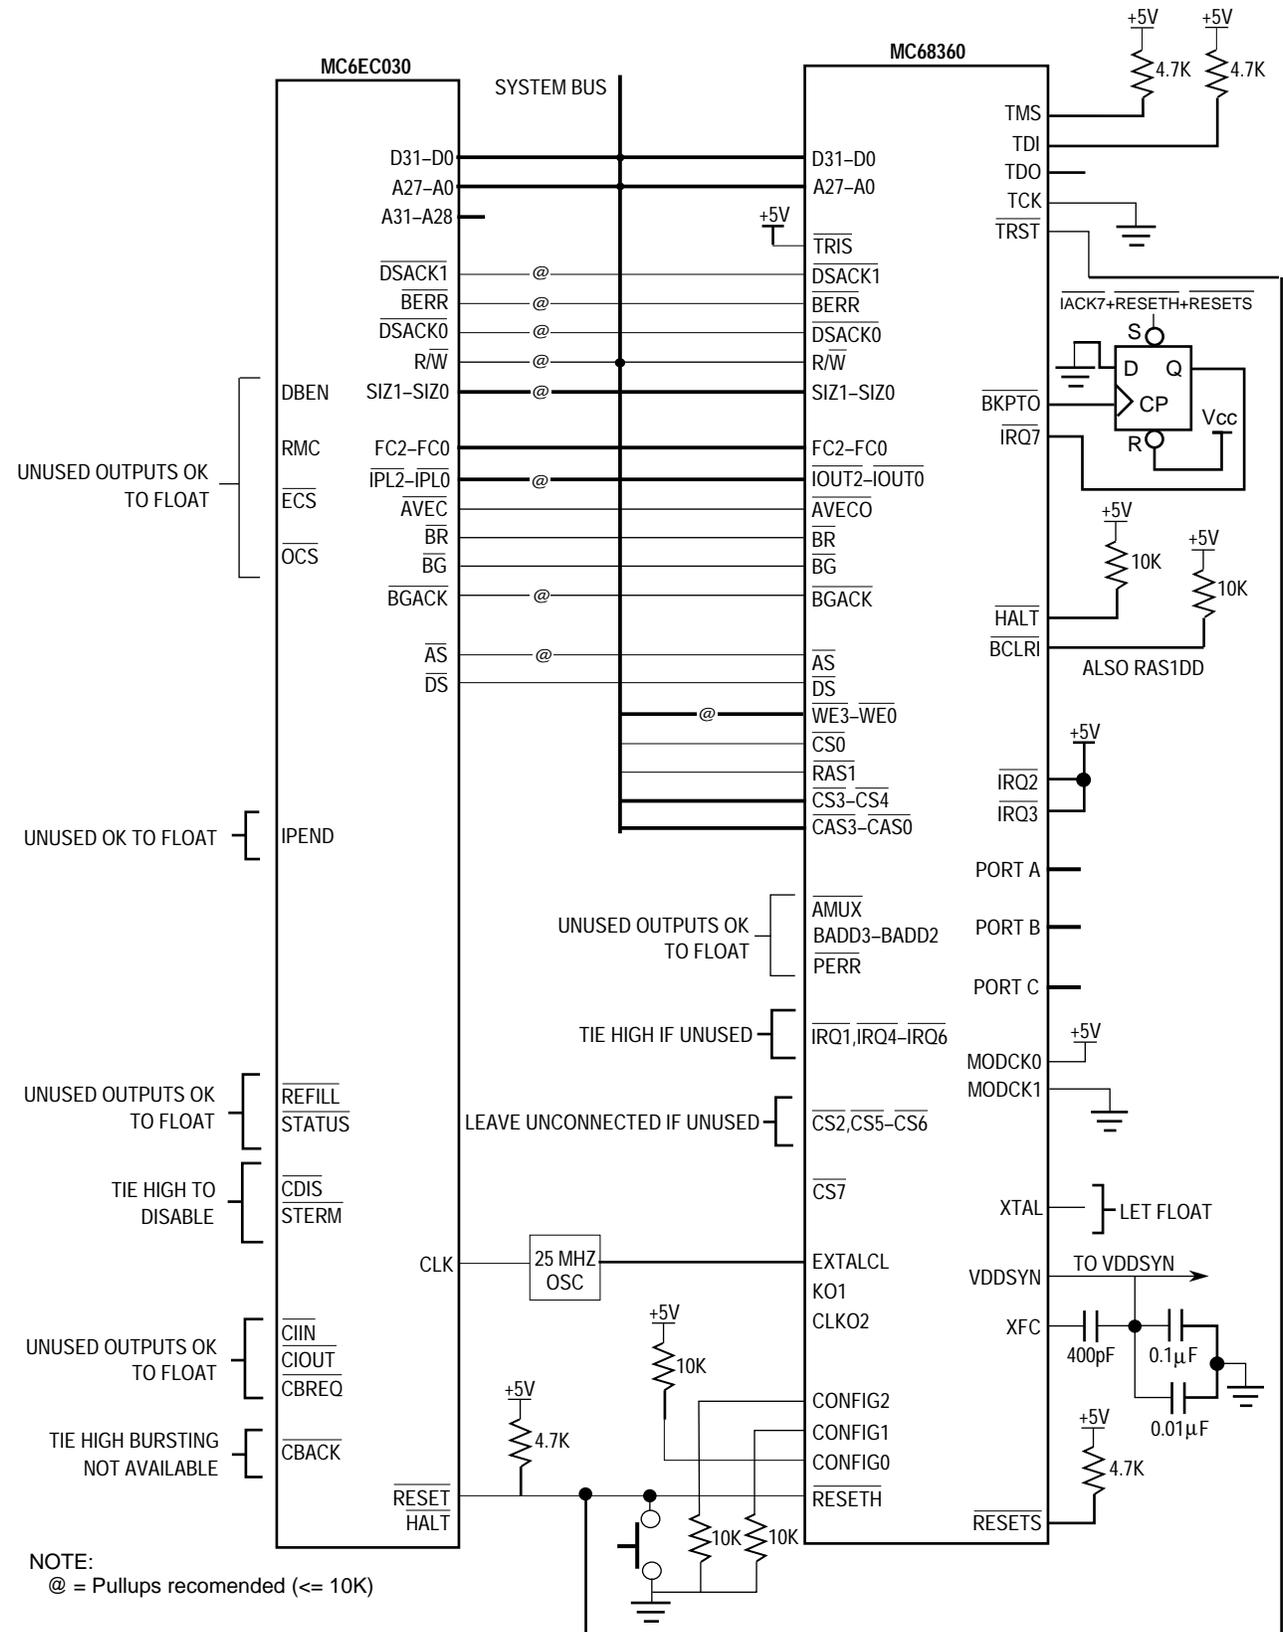 MC6EC030
SYSTEM BUS
MC68360
+5V
+5V
4.7K
4.7K
D31–D0
A27–A0
A31–A28
DSACK1
BERR
DSACK0
R/W
SIZ1–SIZ0
FC2–FC0
IPL2–IPL0
AVEC
BR
BG
BGACK
AS
DS
CLK
RESET
HALT
DBEN
RMC
ECS
OCS
UNUSED OUTPUTS OK
TO FLOAT
UNUSED OK TO FLOAT
IPEND
UNUSED OUTPUTS OK
TO FLOAT
REFILL
STATUS
TIE HIGH TO
DISABLE
CDIS
STERM
UNUSED OUTPUTS OK
TO FLOAT
CIIN
CIOUT
CBREQ
TIE HIGH BURSTING
NOT AVAILABLE
CBACK
@
@
@
@
@
@
@
@
@
+5V
D31–D0
A27–A0
TRIS
DSACK1
BERR
DSACK0
R/W
SIZ1–SIZ0
FC2–FC0
IOUT2–IOUT0
AVECO
BR
BG
BGACK
AS
DS
WE3–WE0
CS0
RAS1
CS3–CS4
CAS3–CAS0
UNUSED OUTPUTS OK
TO FLOAT
AMUX
BADD3–BADD2
PERR
TIE HIGH IF UNUSED
IRQ1,IRQ4–IRQ6
LEAVE UNCONNECTED IF UNUSED
CS2,CS5–CS6
CS7
25 MHZ
OSC
EXTALCL
KO1
CLKO2
+5V
10K
CONFIG2
CONFIG1
CONFIG0
+5V
4.7K
RESETH
10K
10K
TMS
TDI
TDO
TCK
TRST
IACK7+RESETH+RESETS
S
D
Q
CP
R
Vcc
BKPTO
IRQ7
+5V
10K
+5V
10K
HALT
BCLRI
ALSO RAS1DD
+5V
IRQ2
IRQ3
PORT A
PORT B
PORT C
+5V
MODCK0
MODCK1
XTAL
LET FLOAT
TO VDDSYN
VDDSYN
XFC
400pF
0.1µF
0.01µF
+5V
4.7K
RESETS
NOTE:
@ = Pullups recomended (<= 10K)